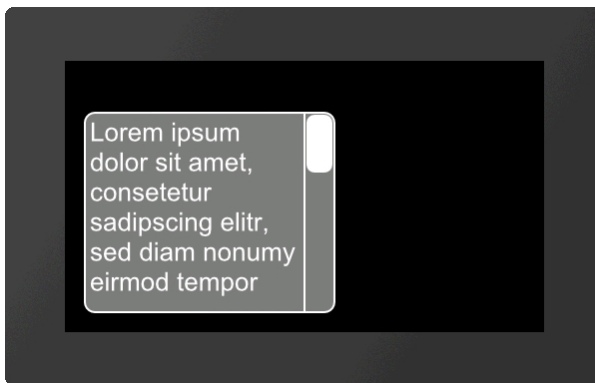 Lorem ipsum
dolor sit amet,
consetetur
sadipscing elitr,
sed diam nonumy
eirmod tempor